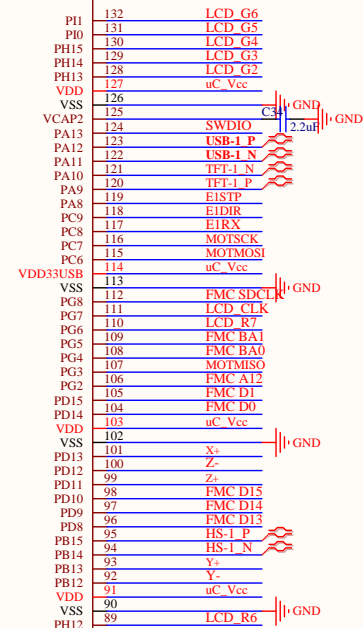 PI1 132 LCD_G6
PI0 131 LCD_G5
PH15 130 LCD_G4
PH14 129 LCD_G3
PH13 128 LCD_G2
VDD 127 uC_Vcc
VSS 126 GND
VCAP2 125 C34 2.2uF GND
PA13 124 SWDIO
PA12 123 USB-1_P
PA11 122 USB-1_N
PA10 121 TFT-1_N
PA9 120 TFT-1_P
PA8 119 E1STP
PC9 118 E1DIR
PC8 117 E1RX
PC7 116 MOTSCK
PC6 115 MOTMOSI
VDD33USB 114 uC_Vcc
VSS 113 GND
PG8 112 FMC SDCLK
PG7 111 LCD_CLK
PG6 110 LCD_R7
PG5 109 FMC BA1
PG4 108 FMC BA0
PG3 107 MOTMISO
PG2 106 FMC A12
PD15 105 FMC D1
PD14 104 FMC D0
VDD 103 uC_Vcc
VSS 102 GND
PD13 101 X+
PD12 100 Z-
PD11 99 Z+
PD10 98 FMC D15
PD9 97 FMC D14
PD8 96 FMC D13
PB15 95 HS-1_P
PB14 94 HS-1_N
PB13 93 Y+
PB12 92 Y-
VDD 91 uC_Vcc
VSS 90 GND
PH12 89 LCD_R6